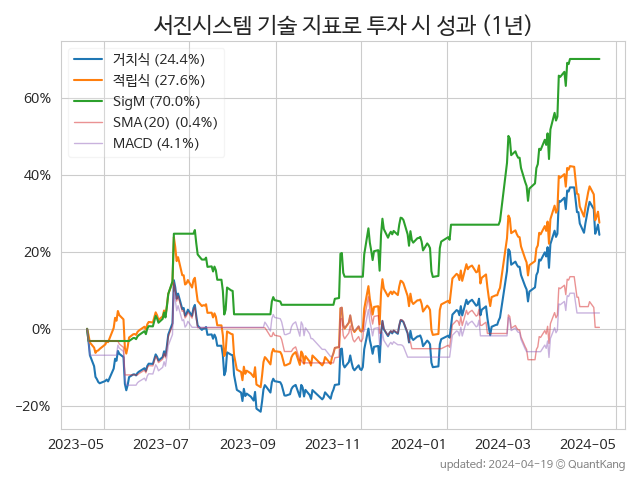 서진시스템 기술 지표로 투자 시 성과 (1년)
거치식 (24.4%)
적립식 (27.6%)
SigM (70.0%)
SMA(20) (0.4%)
MACD (4.1%)
60%
40%
20%
0%
−20%
2023-05 2023-07 2023-09 2023-11 2024-01 2024-03 2024-05
updated: 2024-04-19 © QuantKang